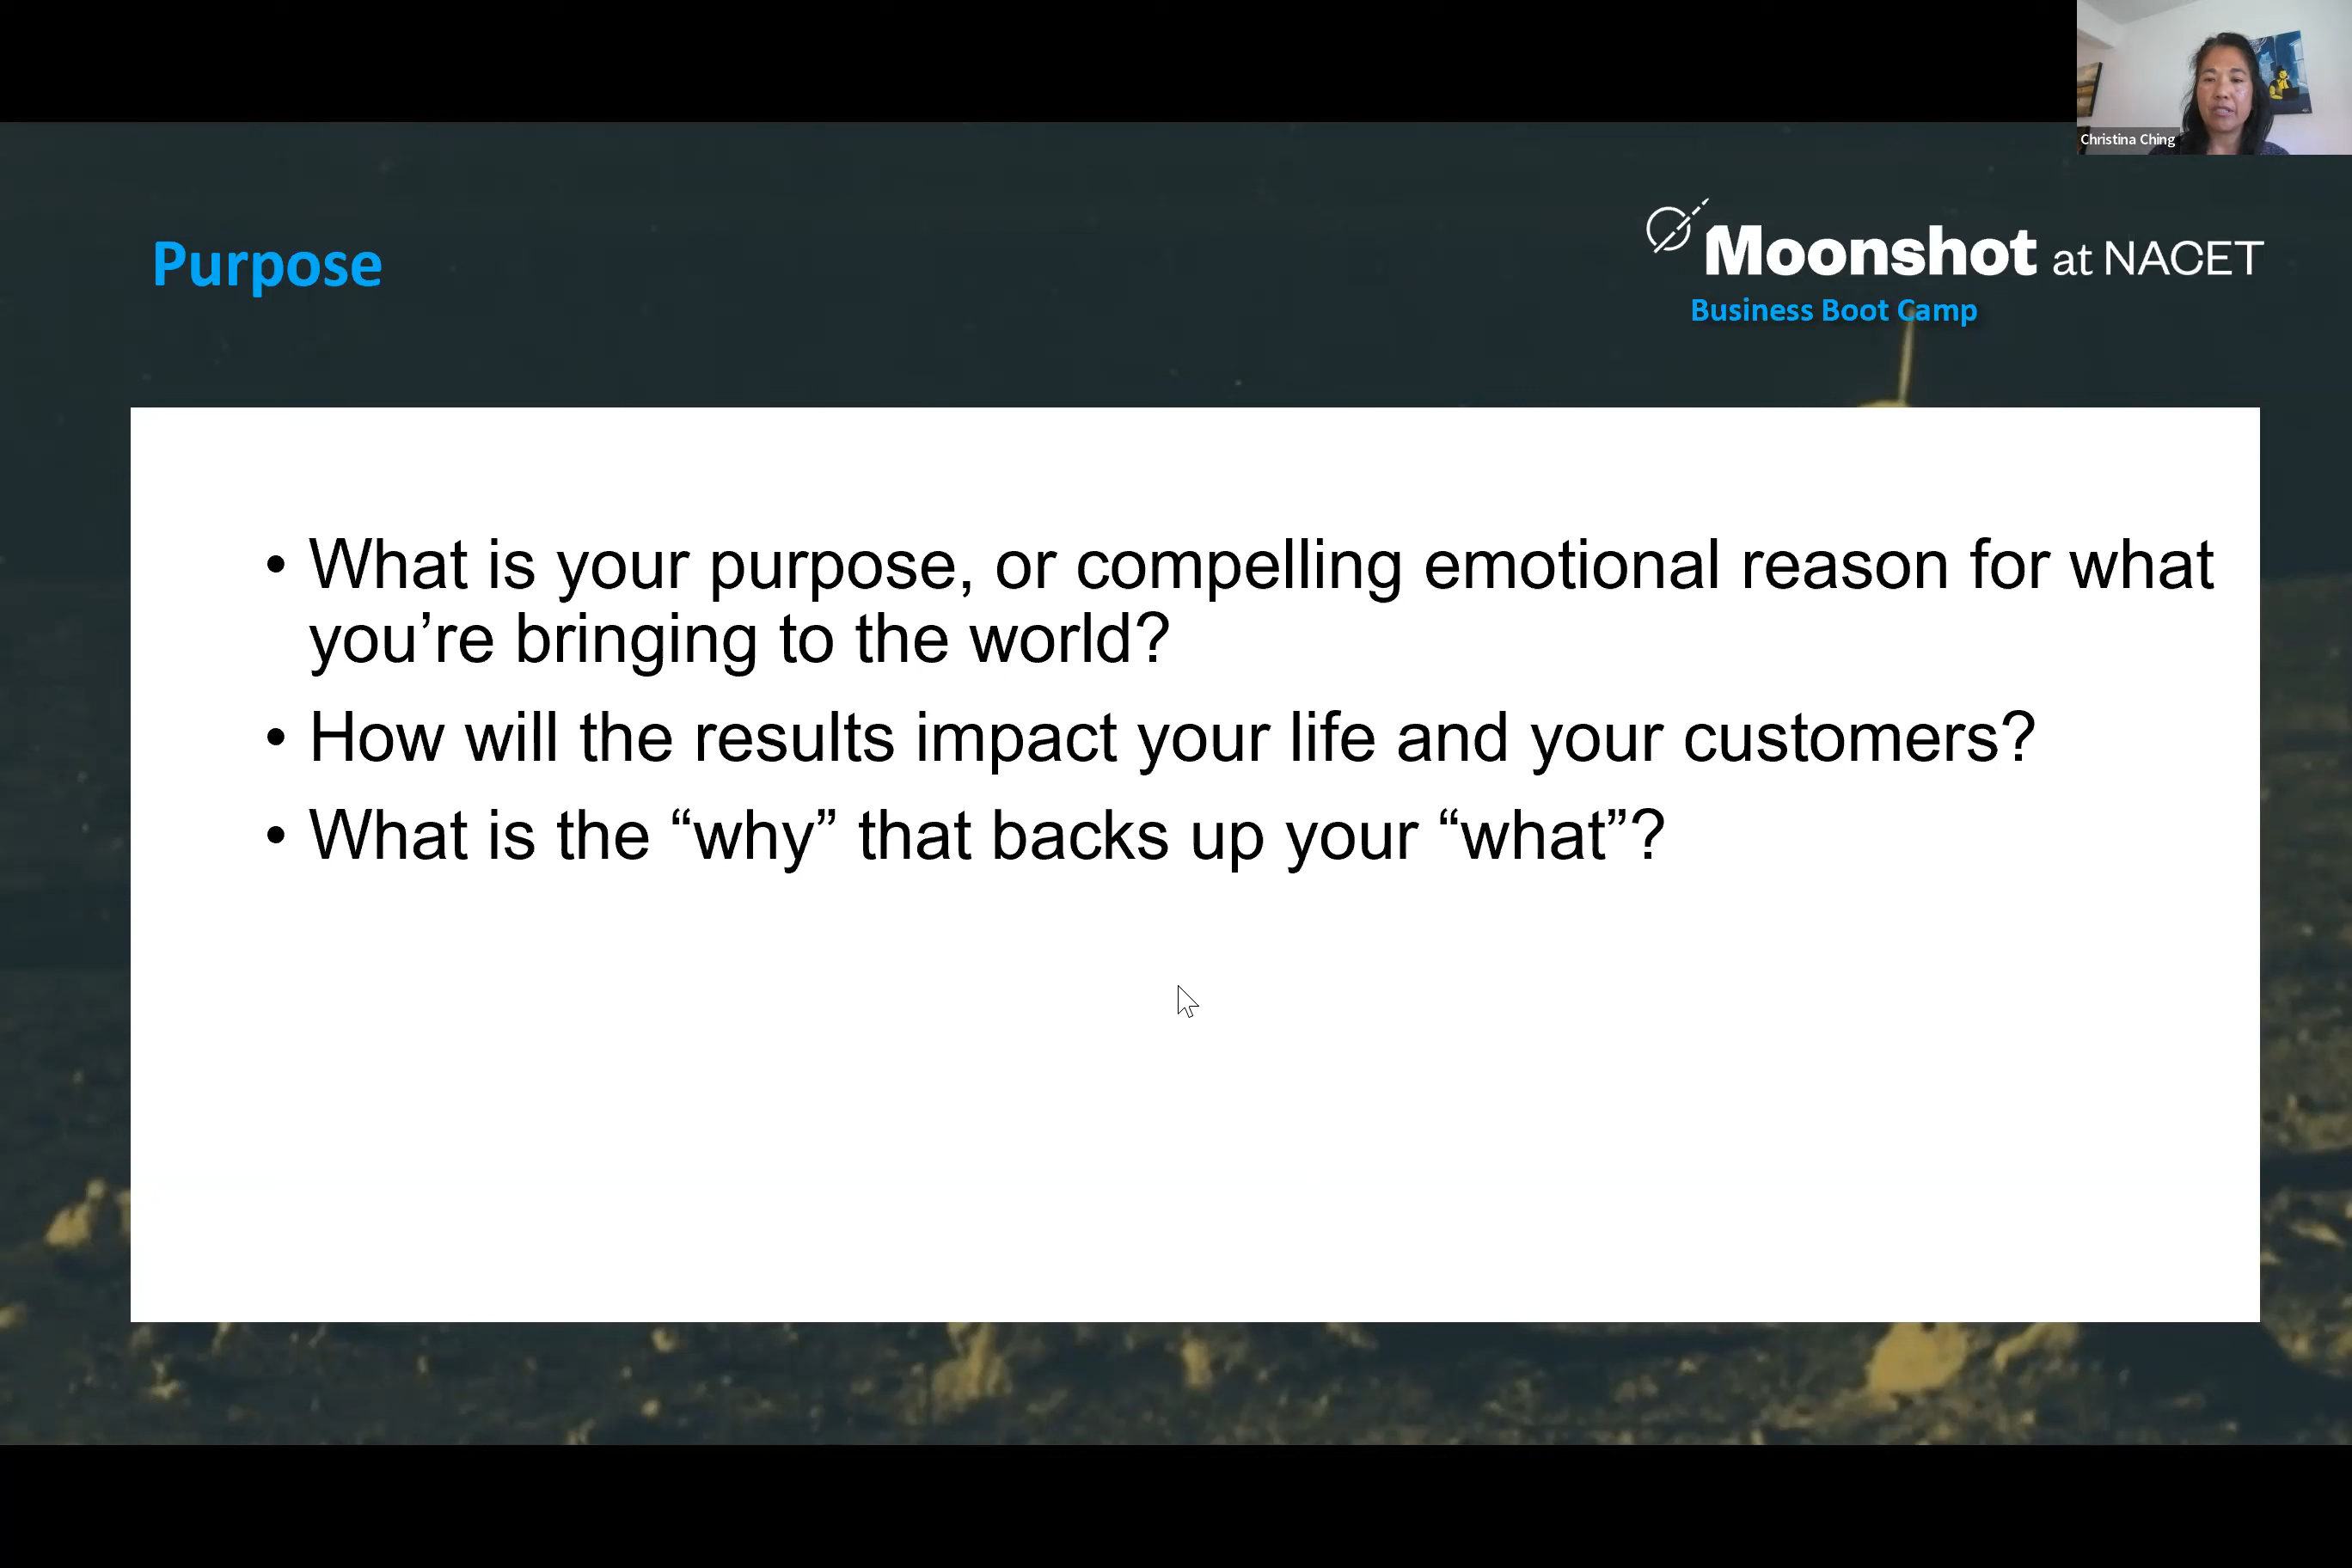 Christina Ching
Purpose
Moonshot at NACET
Business Boot Camp
• What is your purpose, or compelling emotional reason for what
you’re bringing to the world?
• How will the results impact your life and your customers?
• What is the “why” that backs up your “what”?